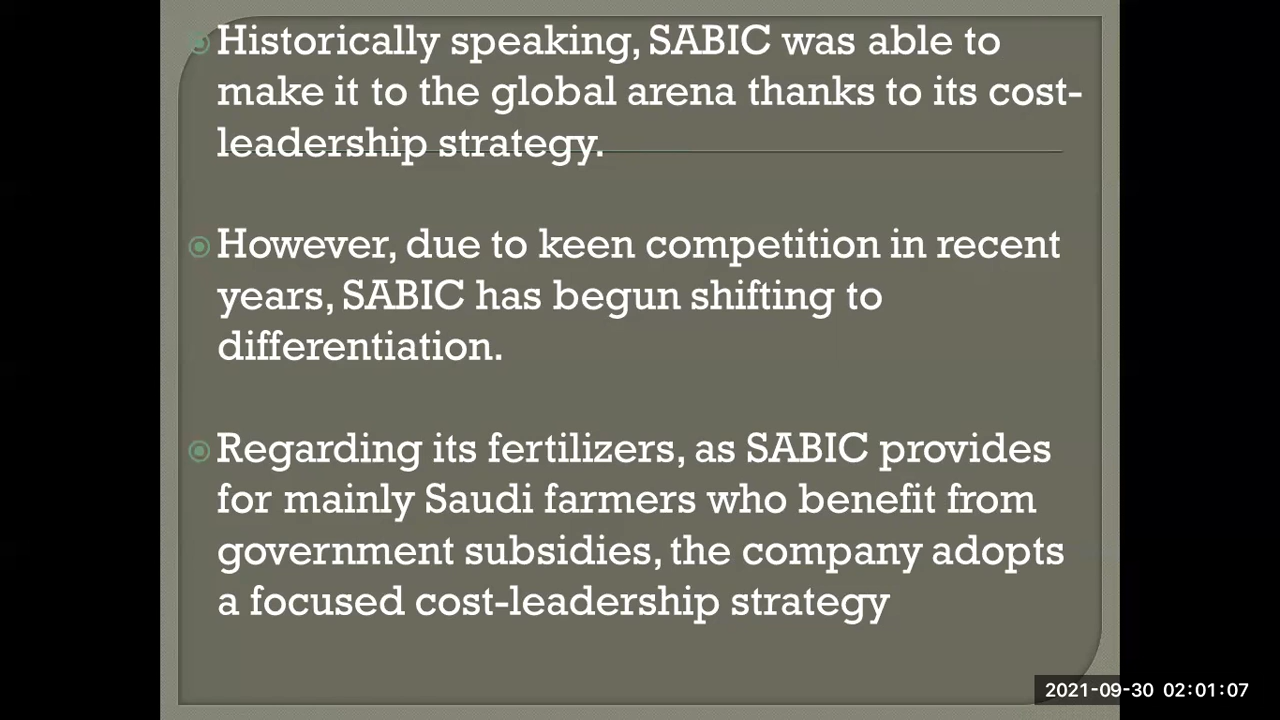 Historically speaking, SABIC was able to
make it to the global arena thanks to its cost-
leadership strategy.
However, due to keen competition in recent
years, SABIC has begun shifting to
differentiation.
Regarding its fertilizers, as SABIC provides
for mainly Saudi farmers who benefit from
government subsidies, the company adopts
a focused cost-leadership strategy
2021-09-30 02:01:07